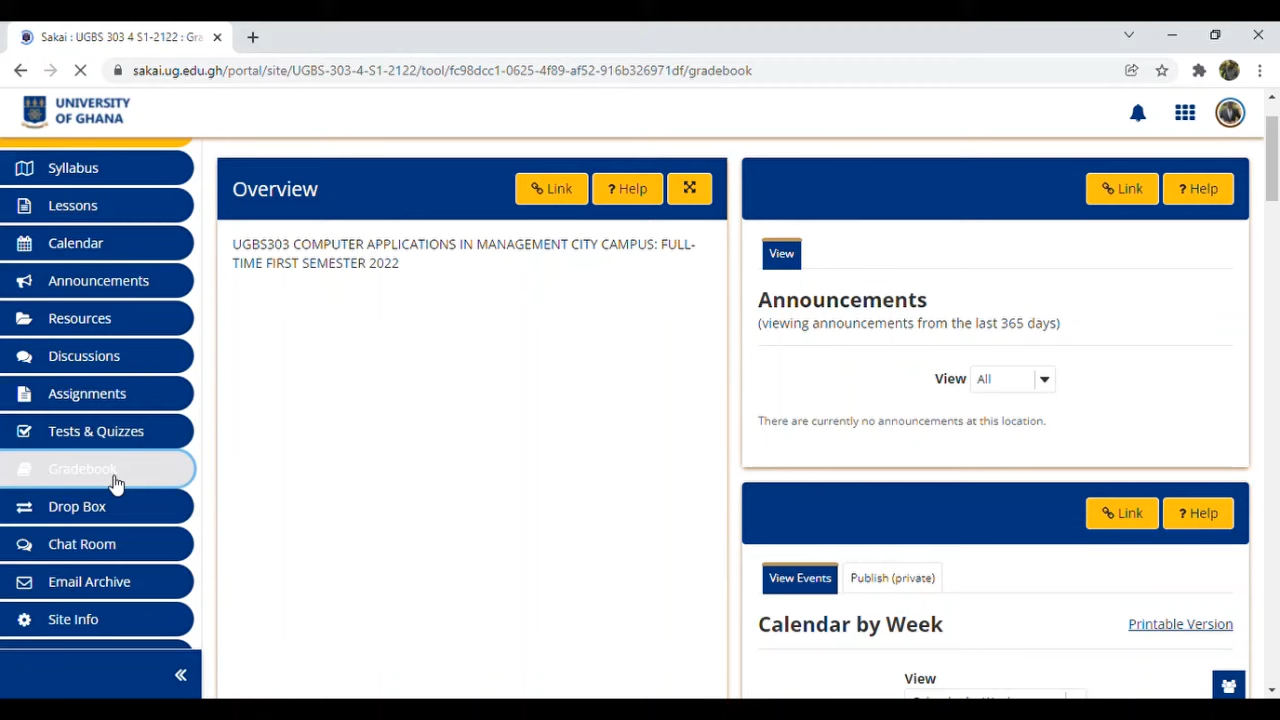 Sakai : UGBS 303 4 S1-2122 : Gra
sakai.ug.edu.gh/portal/site/UGBS-303-4-S1-2122/tool/fc98dcc1-0625-4f89-af52-916b326971df/gradebook
UNIVERSITY
OF GHANA
Syllabus
Lessons
Calendar
Announcements
Resources
Discussions
Assignments
Tests & Quizzes
Gradebook
Drop Box
Chat Room
Email Archive
Site Info
Overview
Link
? Help
UGBS303 COMPUTER APPLICATIONS IN MANAGEMENT CITY CAMPUS: FULL-
TIME FIRST SEMESTER 2022
Link
? Help
View
Announcements
(viewing announcements from the last 365 days)
View All
There are currently no announcements at this location.
Link
? Help
View Events
Publish (private)
Calendar by Week
Printable Version
View